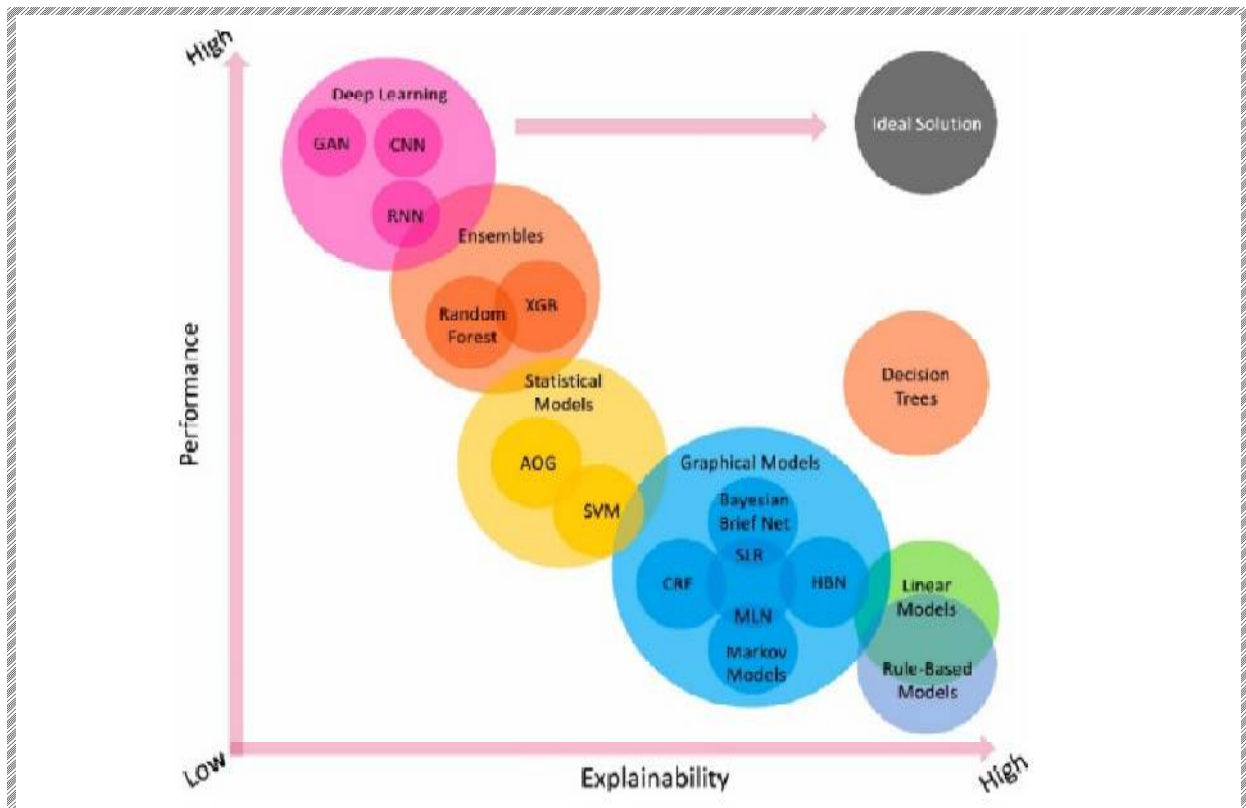 High
Deep Learning
GAN
CNN
RNN
Ideal Solution
Ensembles
Random
Forest
XGR
Performance
Statistical
Models
AOG
SVM
Decision
Trees
Graphical Models
Bayesian
Brief Net
SLR
CRF
HBN
MLN
Markov
Models
Linear
Models
Rule-Based
Models
Low
Explainability
High